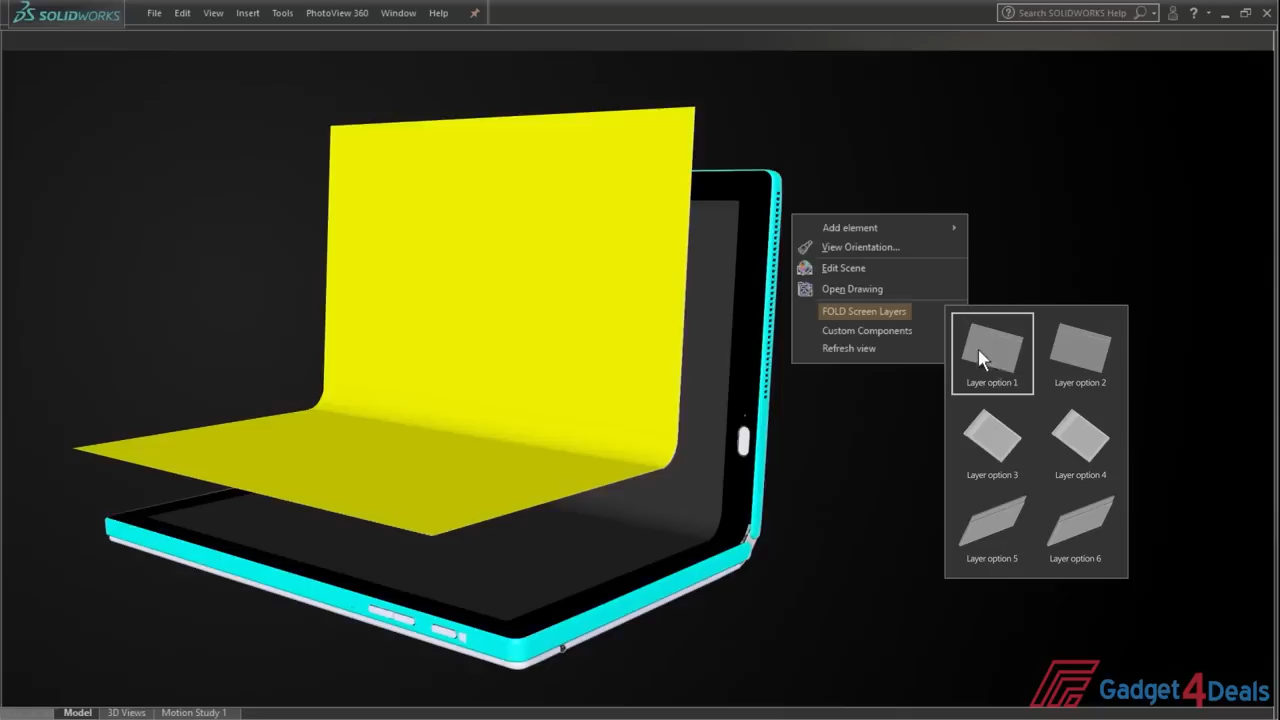 SOLIDWORKS File Edit View Insert Tools PhotoView 360 Window Help Search SOLIDWORKS Help ?
Add element
View Orientation...
Edit Scene
Open Drawing
FOLD Screen Layers
Custom Components
Refresh view
Layer option 1 Layer option 2
Layer option 3 Layer option 4
Layer option 5 Layer option 6
Gadget4Deals
Model 3D Views Motion Study 1